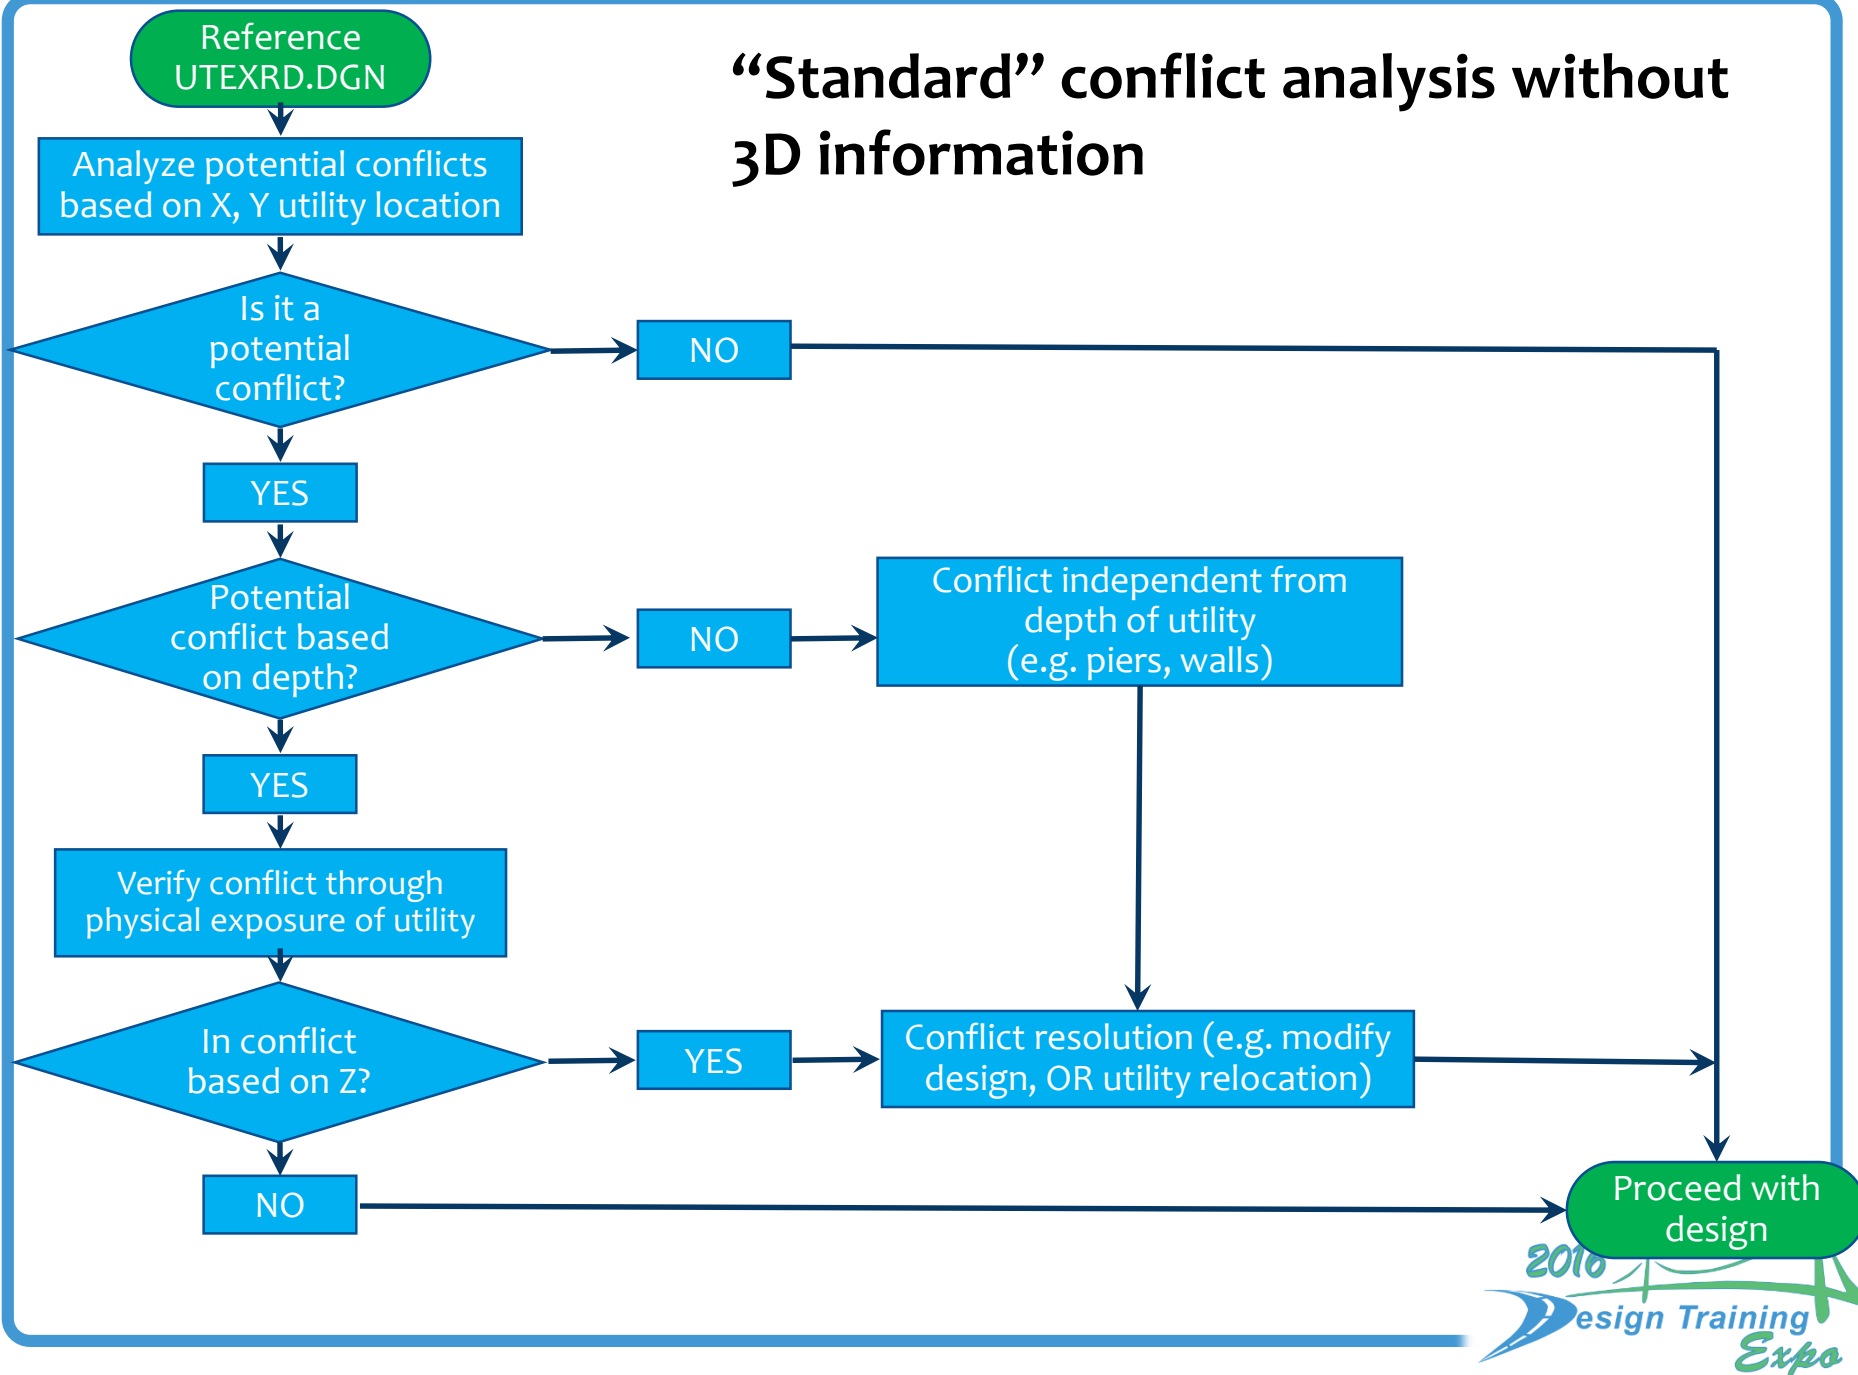 Reference
UTEXRD.DGN
“Standard” conflict analysis without
3D information
Analyze potential conflicts
based on X, Y utility location
Is it a
potential
conflict?
NO
YES
Potential
conflict based
on depth?
NO
Conflict independent from
depth of utility
(e.g. piers, walls)
YES
Verify conflict through
physical exposure of utility
In conflict
based on Z?
YES
Conflict resolution (e.g. modify
design, OR utility relocation)
NO
Proceed with
design
2016
Design Training
Expo